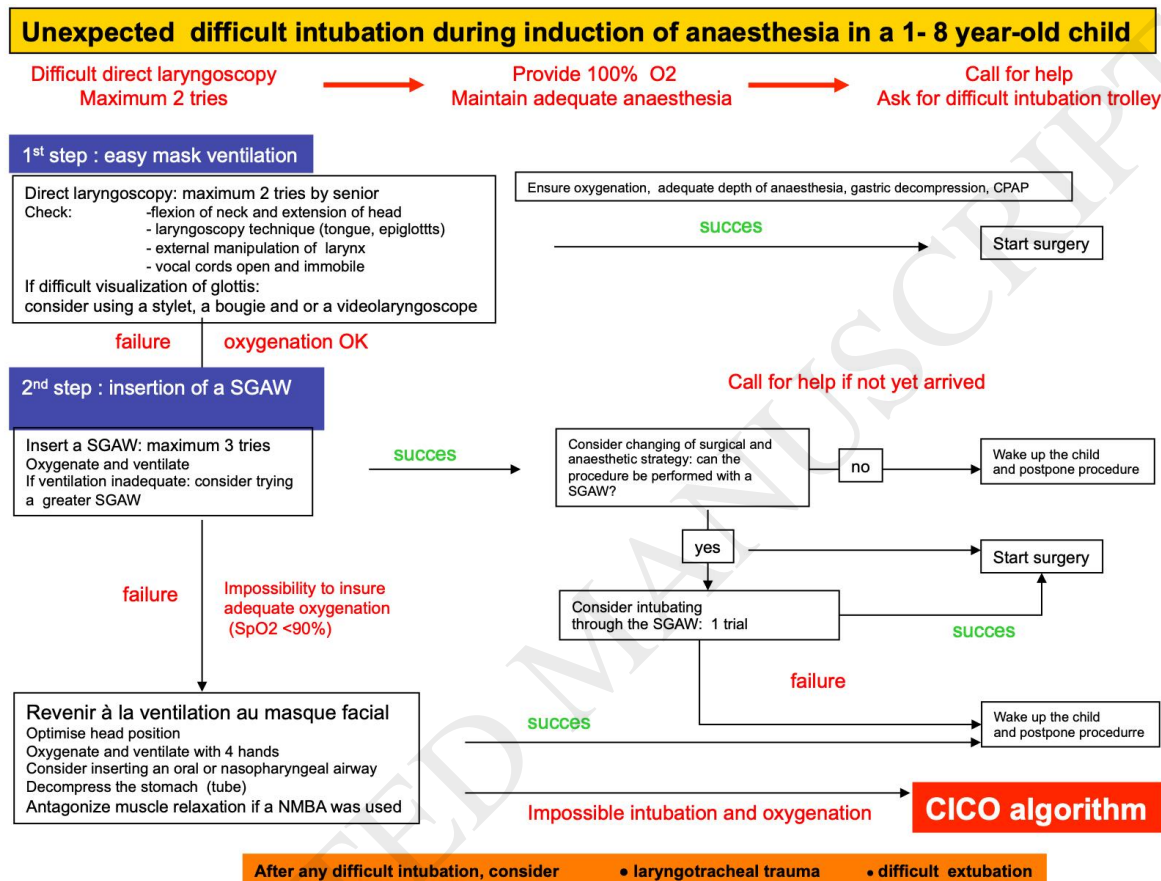 Unexpected difficult intubation during induction of anaesthesia in a 1- 8 year-old child
Difficult direct laryngoscopy
Maximum 2 tries
Provide 100% O2
Maintain adequate anaesthesia
Call for help
Ask for difficult intubation trolley
1st step : easy mask ventilation
Direct laryngoscopy: maximum 2 tries by senior
Check: -flexion of neck and extension of head
- laryngoscopy technique (tongue, epiglottts)
- external manipulation of larynx
- vocal cords open and immobile
If difficult visualization of glottis:
consider using a stylet, a bougie and or a videolaryngoscope
Ensure oxygenation, adequate depth of anaesthesia, gastric decompression, CPAP
succes
Start surgery
failure
oxygenation OK
2nd step : insertion of a SGAW
Call for help if not yet arrived
Insert a SGAW: maximum 3 tries
Oxygenate and ventilate
If ventilation inadequate: consider trying
a greater SGAW
succes
Consider changing of surgical and
anaesthetic strategy: can the
procedure be performed with a
SGAW?
no
Wake up the child
and postpone procedure
yes
Start surgery
failure
Impossibility to insure
adequate oxygenation
(SpO2 <90%)
Consider intubating
through the SGAW: 1 trial
succes
failure
Revenir à la ventilation au masque facial
Optimise head position
Oxygenate and ventilate with 4 hands
Consider inserting an oral or nasopharyngeal airway
Decompress the stomach (tube)
Antagonize muscle relaxation if a NMBA was used
succes
Wake up the child
and postpone procedurre
Impossible intubation and oxygenation
CICO algorithm
After any difficult intubation, consider • laryngotracheal trauma • difficult extubation
TED MANUSCRIPT